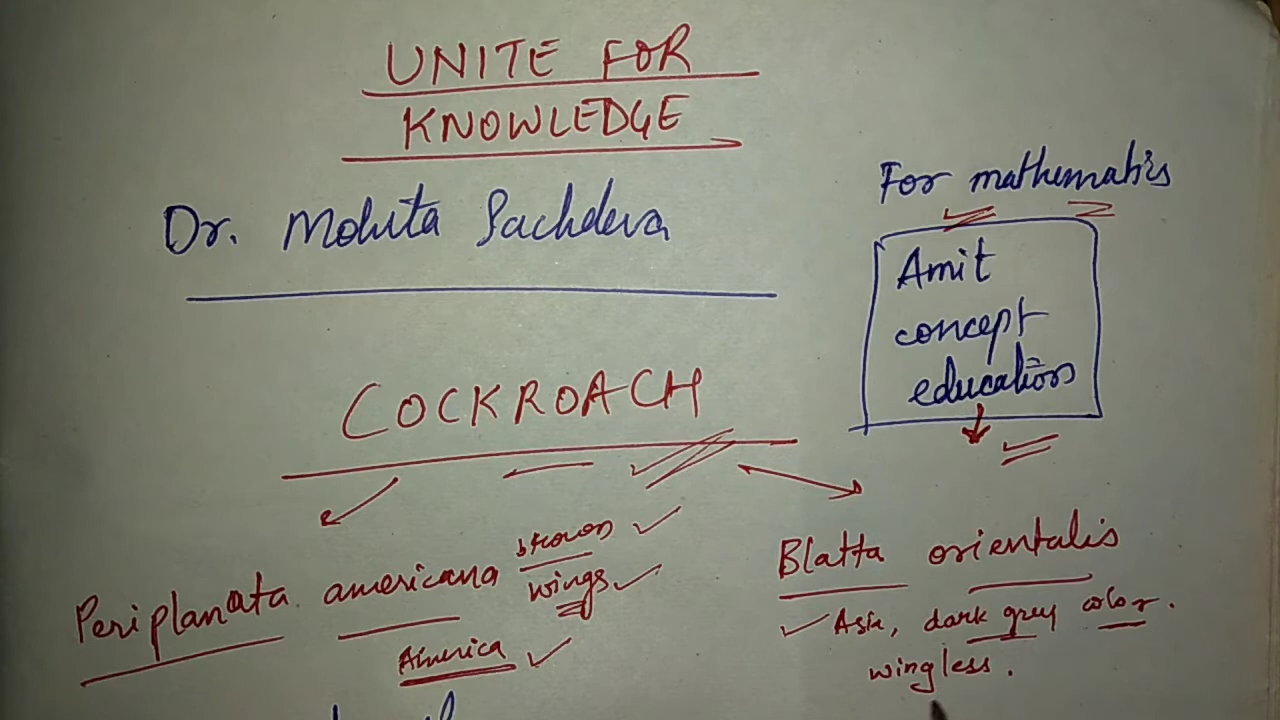 UNITE FOR
KNOWLEDGE
Dr. Mohita Sachdeva
For mathematics
Amit
concept
education
COCKROACH
Periplanata americana
brown
wings
America
Blatta orientalis
Asia, dark grey color.
wingless.